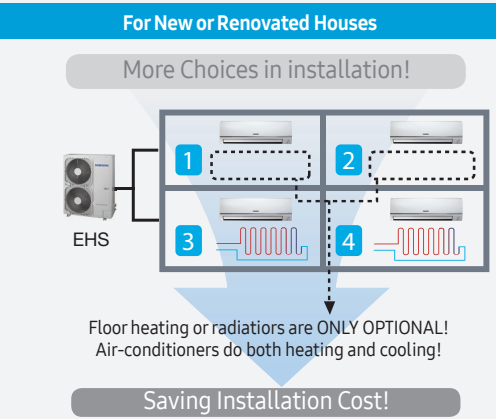 For New or Renovated Houses
More Choices in installation!
1
2
EHS
3
4
Floor heating or radiatiors are ONLY OPTIONAL!
Air-conditioners do both heating and cooling!
Saving Installation Cost!